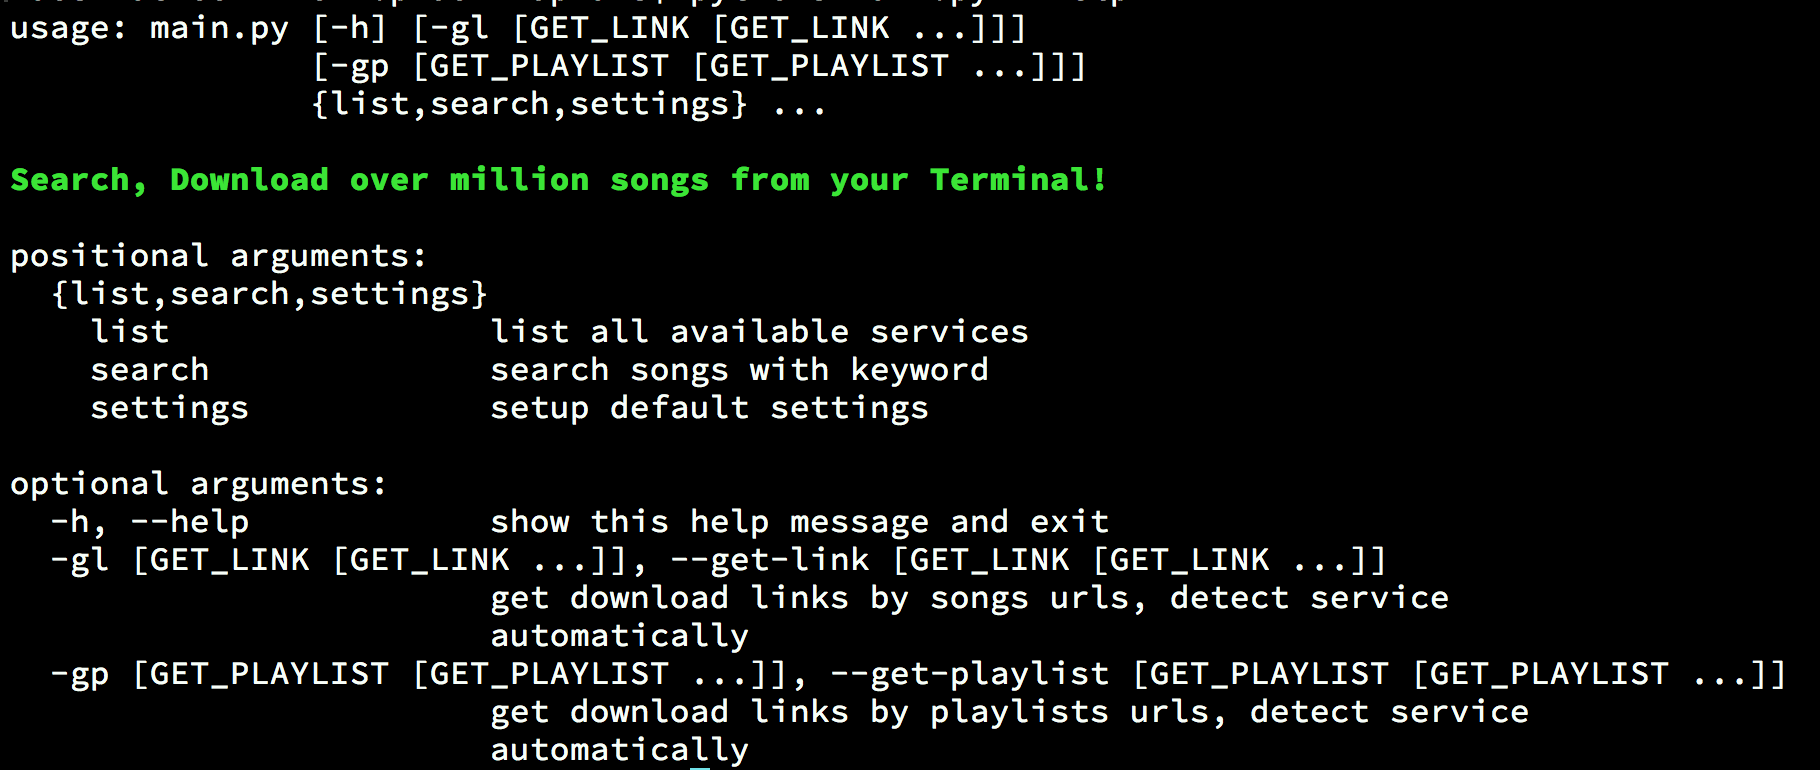 usage: main.py [-h] [-gl [GET_LINK [GET_LINK ...]]]
[-gp [GET_PLAYLIST [GET_PLAYLIST ...]]]
{list,search,settings} ...
Search, Download over million songs from your Terminal!
positional arguments:
{list,search,settings}
list list all available services
search search songs with keyword
settings setup default settings
optional arguments:
-h, --help show this help message and exit
-gl [GET_LINK [GET_LINK ...]], --get-link [GET_LINK [GET_LINK ...]]
get download links by songs urls, detect service
automatically
-gp [GET_PLAYLIST [GET_PLAYLIST ...]], --get-playlist [GET_PLAYLIST [GET_PLAYLIST ...]]
get download links by playlists urls, detect service
automatically